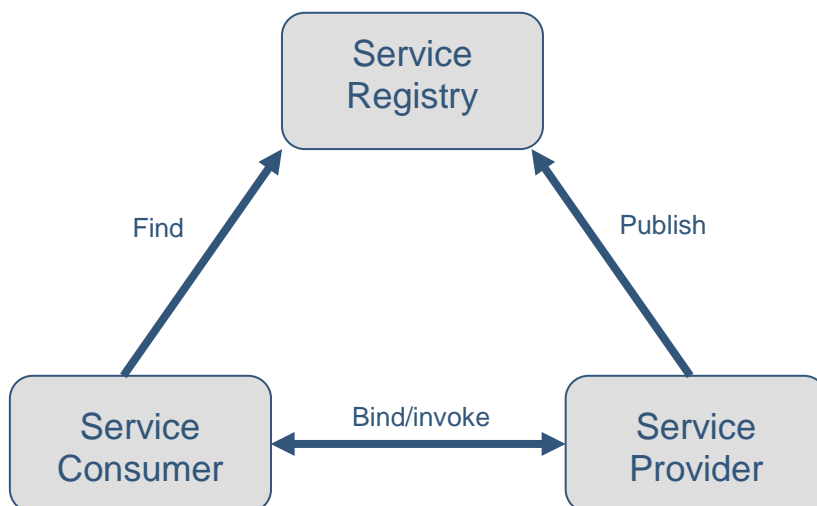 Service
Registry
Find
Publish
Bind/invoke
Service
Consumer
Service
Provider